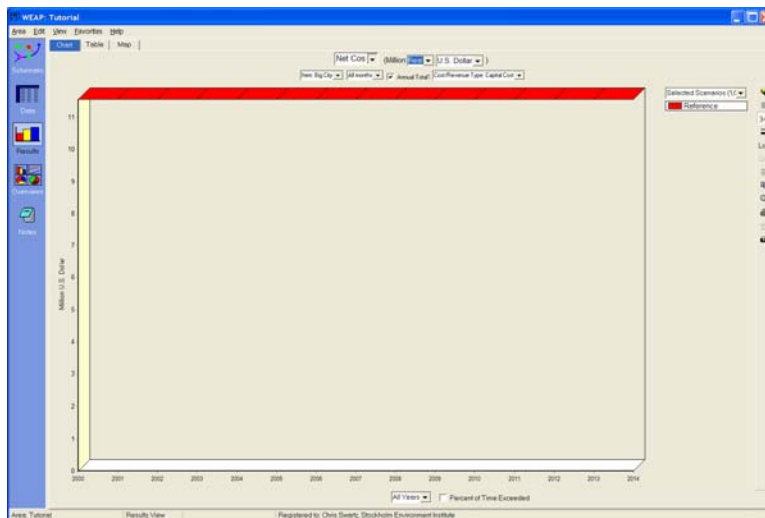 WEAP: Tutorial
Area Edit View Favorites Help
Chart Table Map
Net Cos (Million Real U.S. Dollar )
Item: Big City All months Annual Total? Cost/Revenue Type: Capital Cost
Selected Scenarios (1/
Reference
Schematic
Data
Results
Overviews
Notes
Million U.S. Dollar
11
10
9
8
7
6
5
4
3
2
1
0
2000 2001 2002 2003 2004 2005 2006 2007 2008 2009 2010 2011 2012 2013 2014
All Years Percent of Time Exceeded
Area: Tutorial Results View Registered to: Chris Swartz, Stockholm Environment Institute